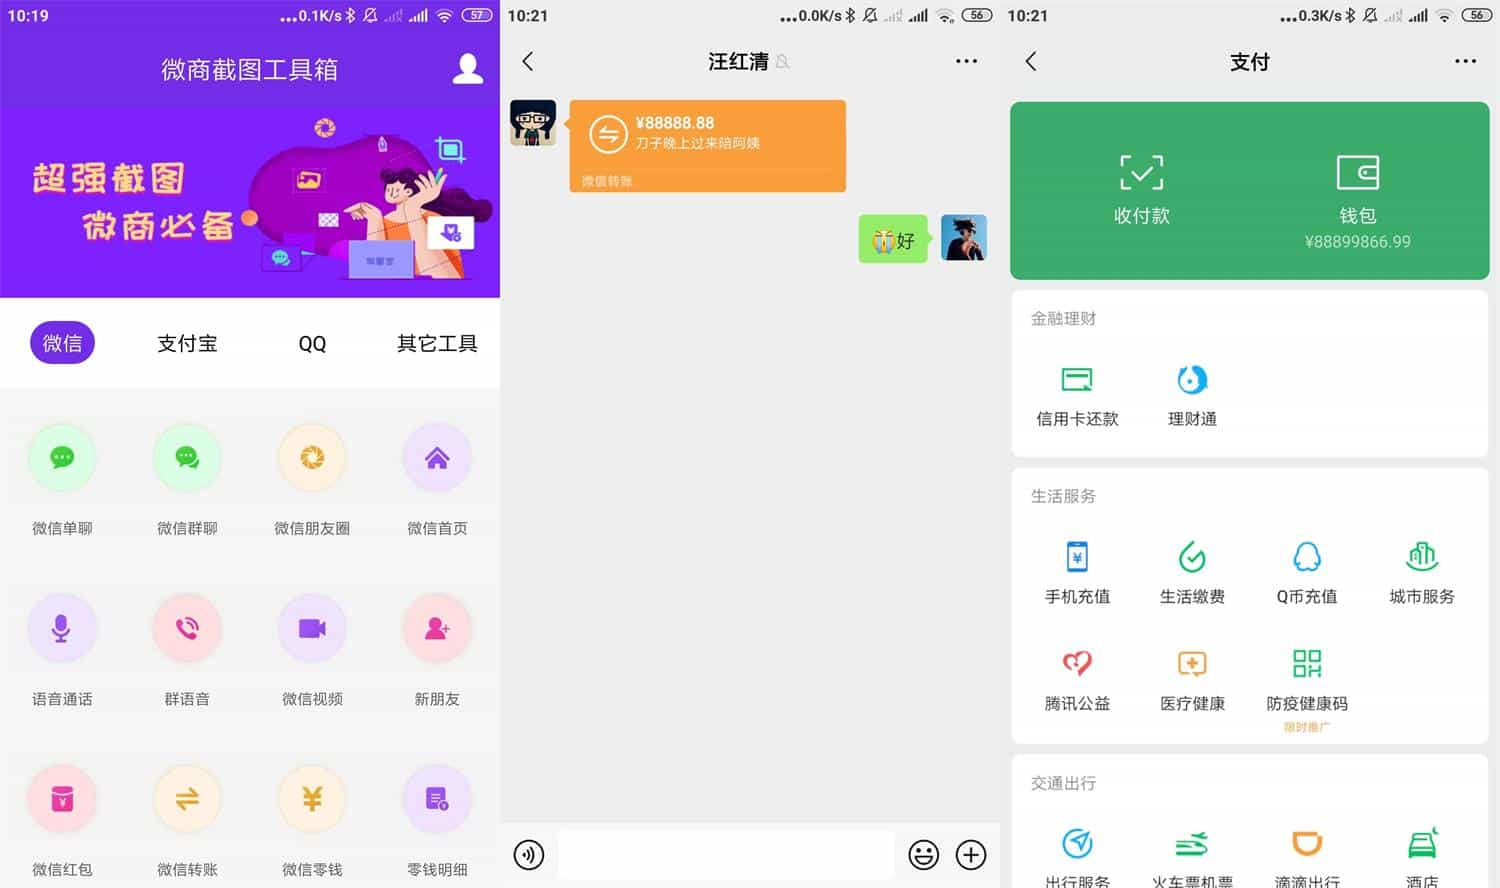 10:19
...0.1K/s
57
微商截图工具箱
超强截图
微商必备
微信
支付宝
QQ
其它工具
微信单聊
微信群聊
微信朋友圈
微信首页
语音通话
群语音
微信视频
新朋友
微信红包
微信转账
微信零钱
零钱明细
10:21
...0.0K/s
56
汪红清
¥88888.88
刀子晚上过来陪阿姨
微信转账
好
10:21
...0.3K/s
56
支付
收付款
钱包
¥88899866.99
金融理财
信用卡还款
理财通
生活服务
手机充值
生活缴费
Q币充值
城市服务
腾讯公益
医疗健康
防疫健康码
限时推广
交通出行
出行服务
火车票机票
滴滴出行
酒店